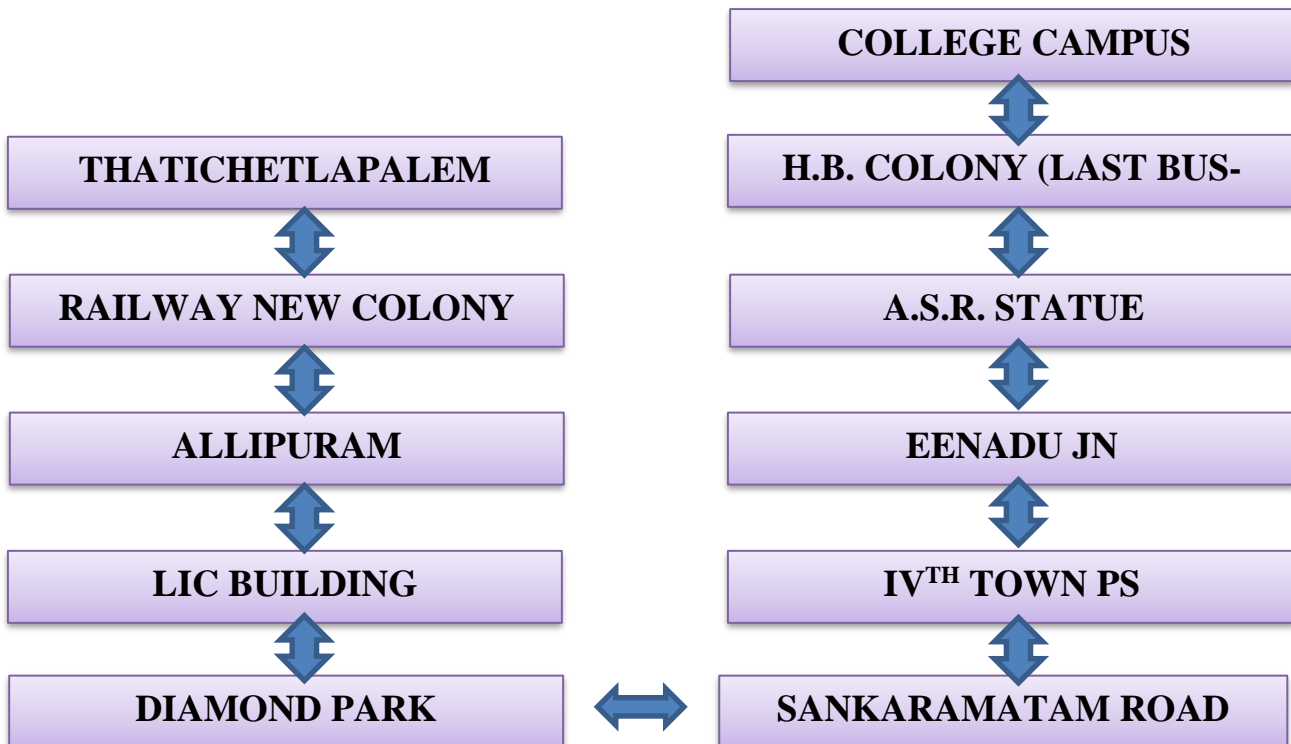 THATICHETLAPALEM
RAILWAY NEW COLONY
ALLIPURAM
LIC BUILDING
DIAMOND PARK
COLLEGE CAMPUS
H.B. COLONY (LAST BUS-
A.S.R. STATUE
EENADU JN
IVTH TOWN PS
SANKARAMATAM ROAD